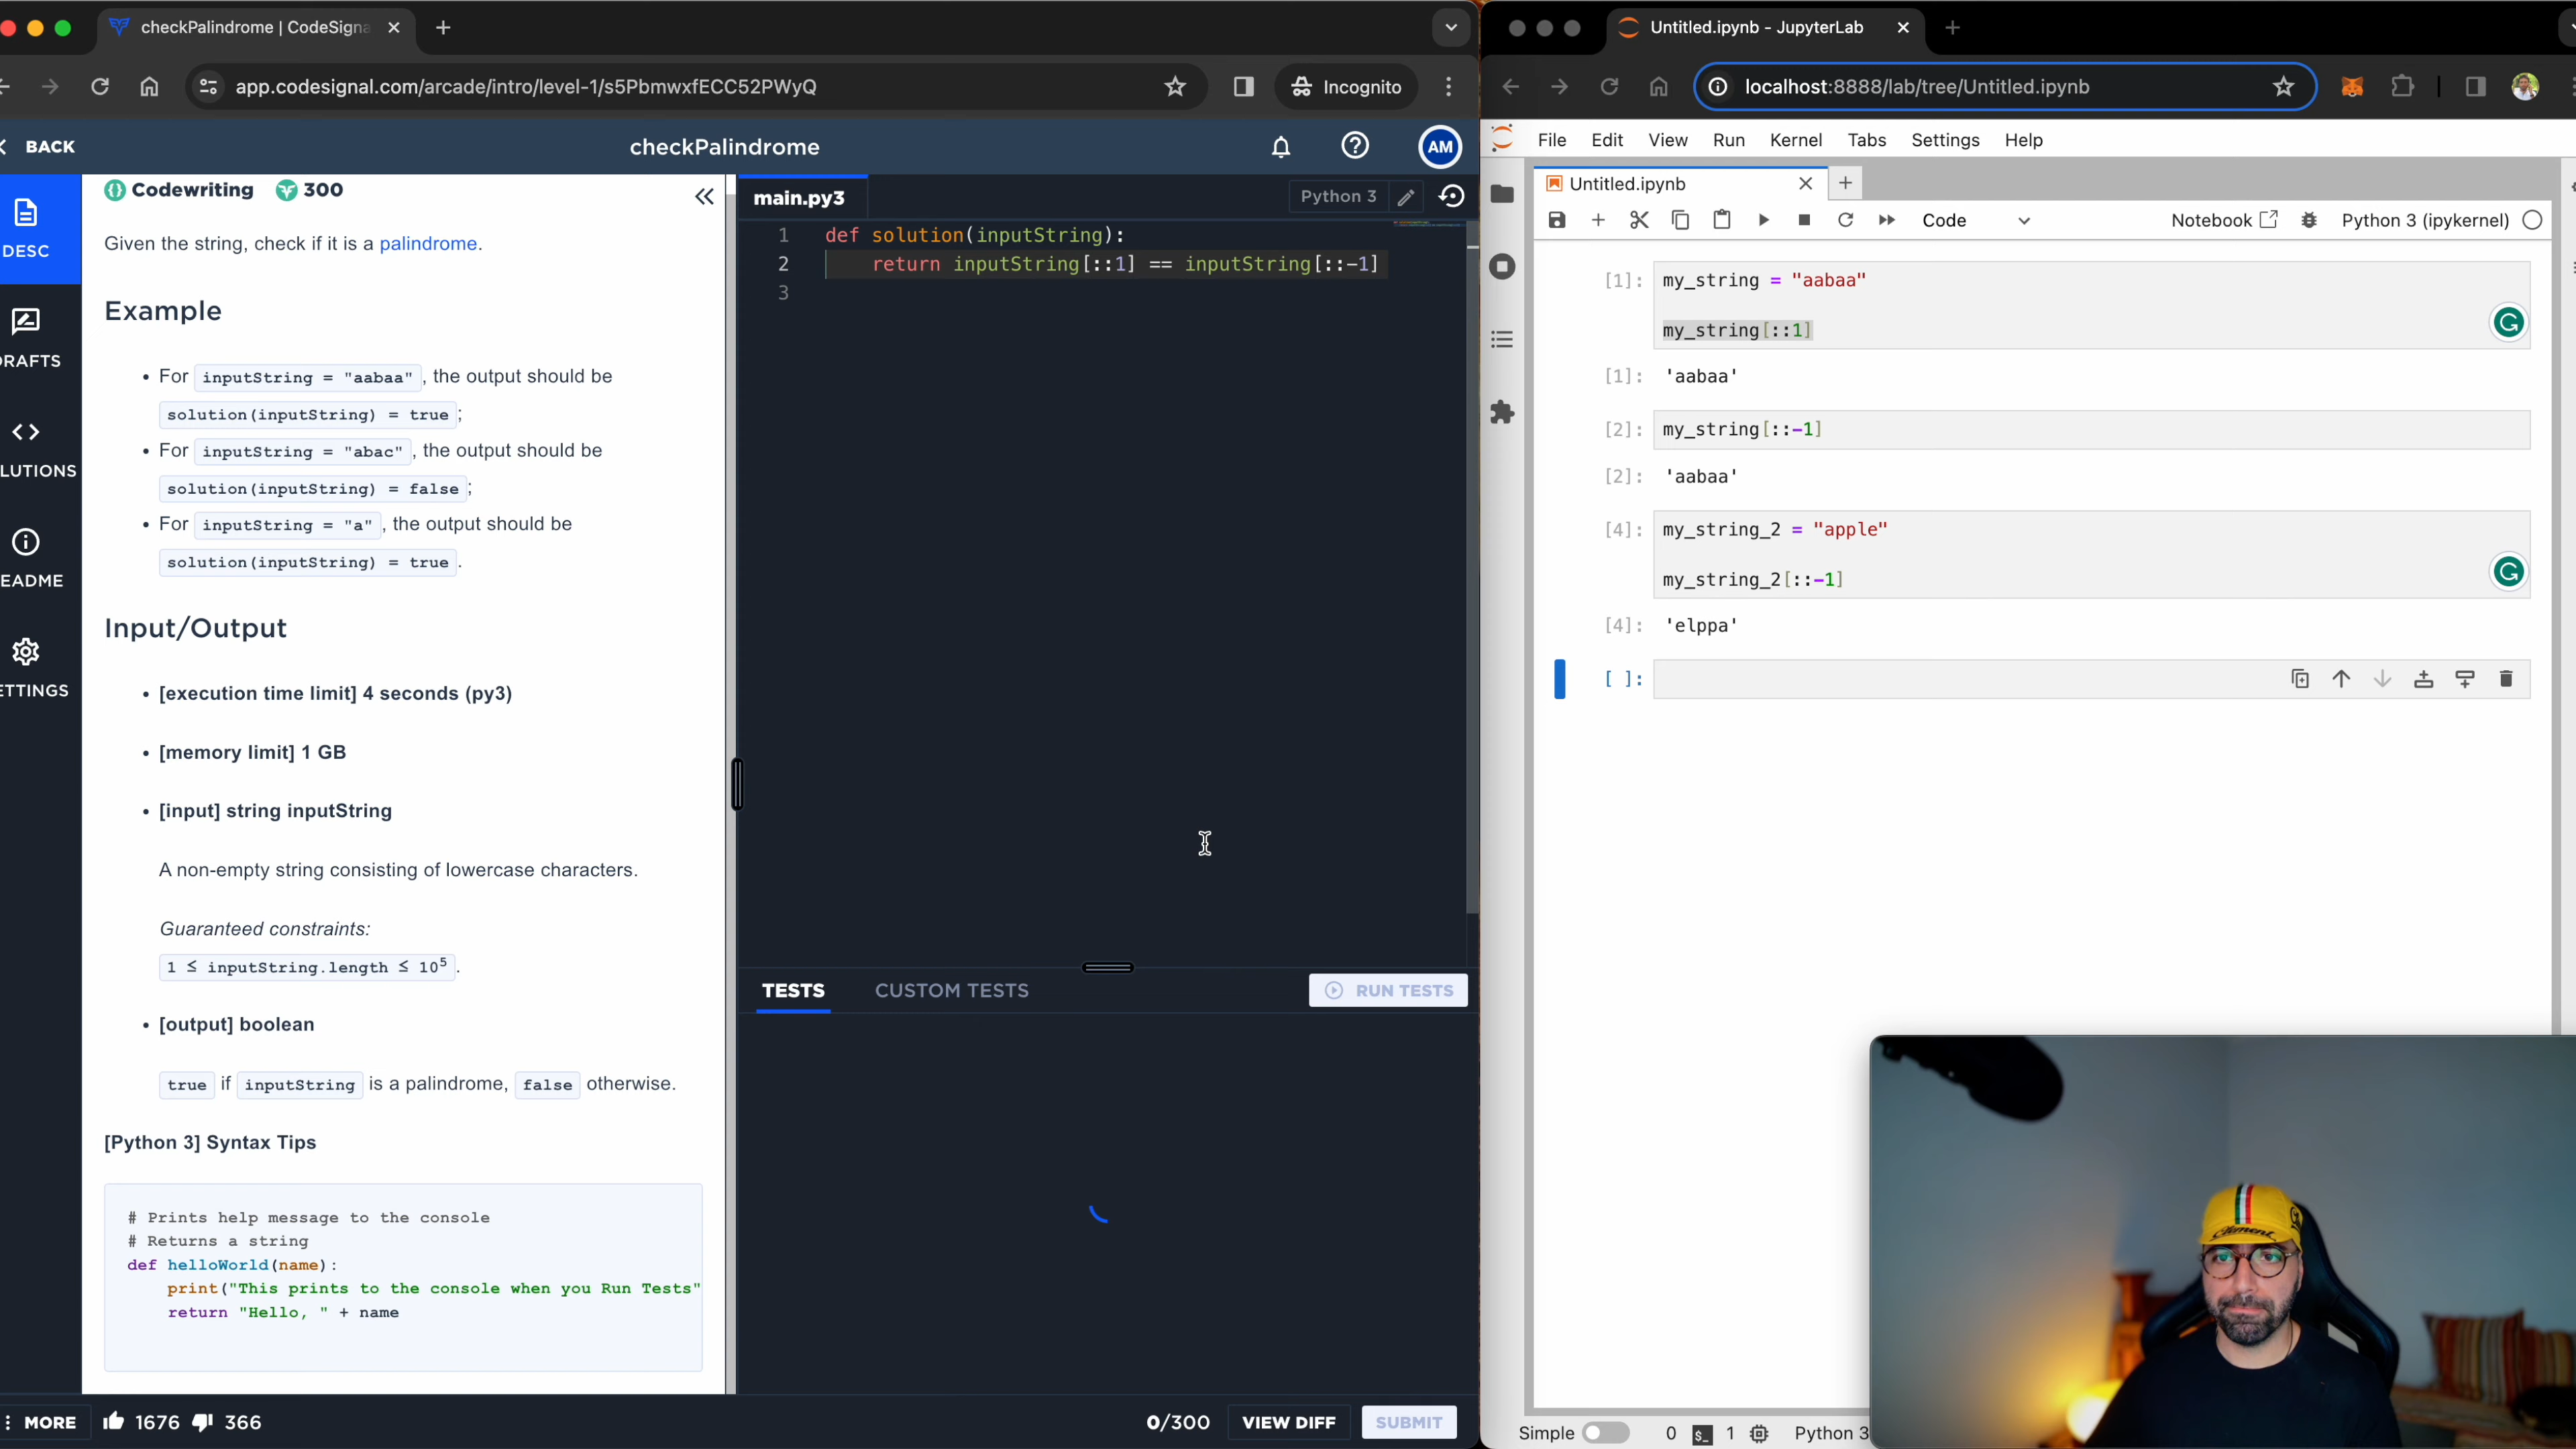 checkPalindrome | CodeSigna
app.codesignal.com/arcade/intro/level-1/s5PbmwxfECC52PWyQ
Incognito
BACK
checkPalindrome
AM
DESC
RAFTS
LUTIONS
EADME
ETTINGS
Codewriting 300
Given the string, check if it is a palindrome.
Example
• For inputString = "aabaa", the output should be
solution(inputString) = true;
• For inputString = "abac", the output should be
solution(inputString) = false;
• For inputString = "a", the output should be
solution(inputString) = true.
Input/Output
• [execution time limit] 4 seconds (py3)
• [memory limit] 1 GB
• [input] string inputString
A non-empty string consisting of lowercase characters.
Guaranteed constraints:
1 ≤ inputString.length ≤ 10⁵.
• [output] boolean
true if inputString is a palindrome, false otherwise.
[Python 3] Syntax Tips
# Prints help message to the console
# Returns a string
def helloWorld(name):
    print("This prints to the console when you Run Tests"
    return "Hello, " + name
MORE 1676 366
main.py3
Python 3
1 def solution(inputString):
2     return inputString[::1] == inputString[::-1]
3
TESTS CUSTOM TESTS RUN TESTS
0/300 VIEW DIFF SUBMIT
Untitled.ipynb - JupyterLab
localhost:8888/lab/tree/Untitled.ipynb
File Edit View Run Kernel Tabs Settings Help
Untitled.ipynb
Code Notebook Python 3 (ipykernel)
[1]: my_string = "aabaa"
my_string[::1]
[1]: 'aabaa'
[2]: my_string[::-1]
[2]: 'aabaa'
[4]: my_string_2 = "apple"
my_string_2[::-1]
[4]: 'elppa'
[ ]:
Simple 0 1 Python 3